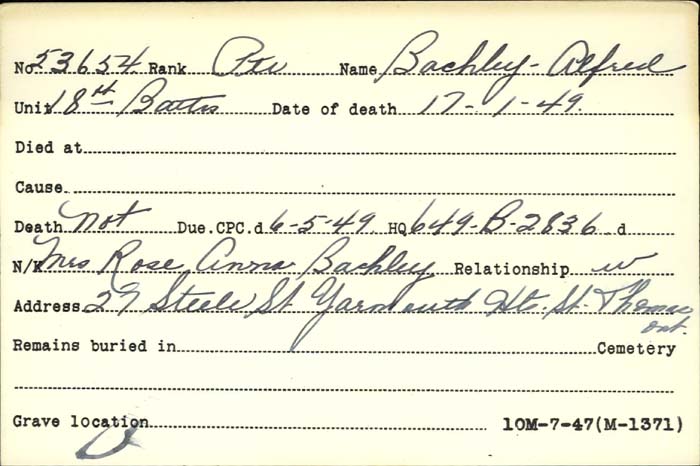 No. 53654 Rank Pte Name Bachley - Alfred
Unit 18th Battn Date of death 17-1-49.
Died at
Cause.
Death not Due.CPC.d 6-5-49 HQ 649-B-2836 d
N/K Mrs Rose Anna Bachley Relationship w
Address 29 Steele St Yarmouth Hts. St. Thomas
ont.
Remains buried in Cemetery
Grave location 10M-7-47(M-1371)